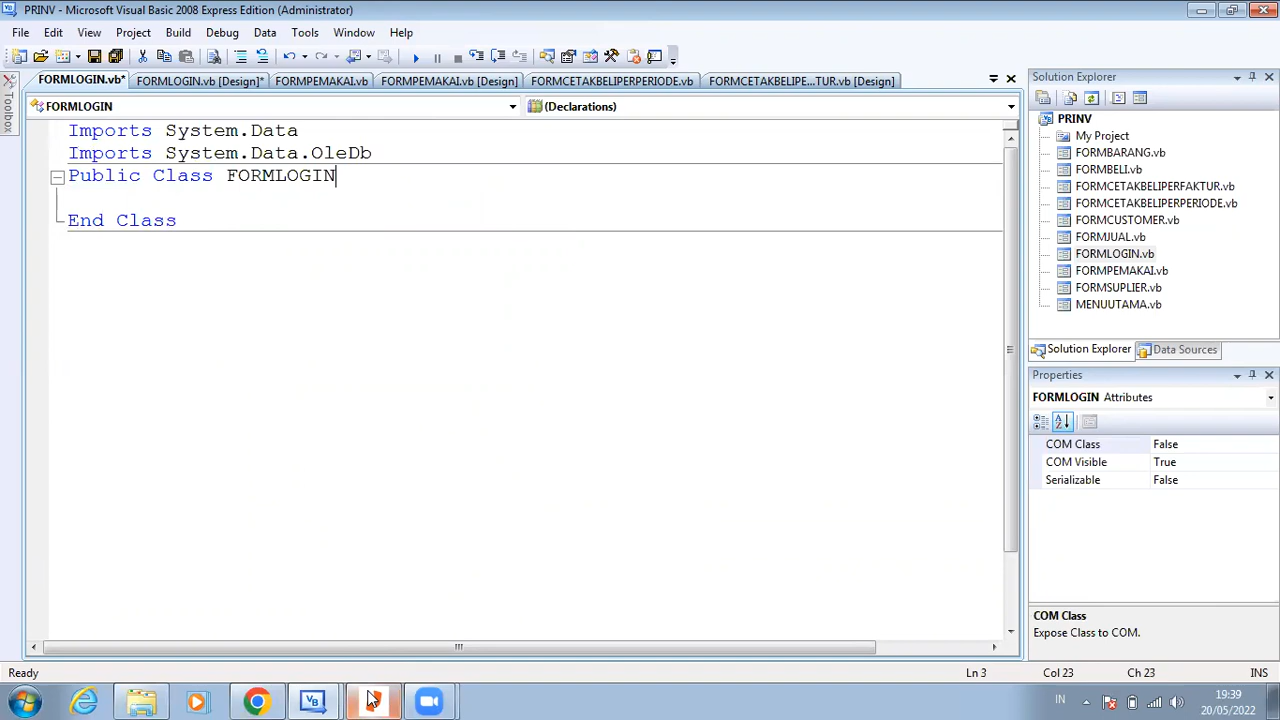 PRINV - Microsoft Visual Basic 2008 Express Edition (Administrator)
File Edit View Project Build Debug Data Tools Window Help
FORMLOGIN.vb* FORMLOGIN.vb [Design]* FORMPEMAKAI.vb FORMPEMAKAI.vb [Design] FORMCETAKBELIPERPERIODE.vb FORMCETAKBELIPE...TUR.vb [Design]
Toolbox
FORMLOGIN (Declarations)
Imports System.Data
Imports System.Data.OleDb
Public Class FORMLOGIN
End Class
Solution Explorer
PRINV
My Project
FORMBARANG.vb
FORMBELI.vb
FORMCETAKBELIPERFAKTUR.vb
FORMCETAKBELIPERPERIODE.vb
FORMCUSTOMER.vb
FORMJUAL.vb
FORMLOGIN.vb
FORMPEMAKAI.vb
FORMSUPLIER.vb
MENUUTAMA.vb
Solution Explorer Data Sources
Properties
FORMLOGIN Attributes
COM Class False
COM Visible True
Serializable False
COM Class
Expose Class to COM.
Ready Ln 3 Col 23 Ch 23 INS
IN 19:39
20/05/2022